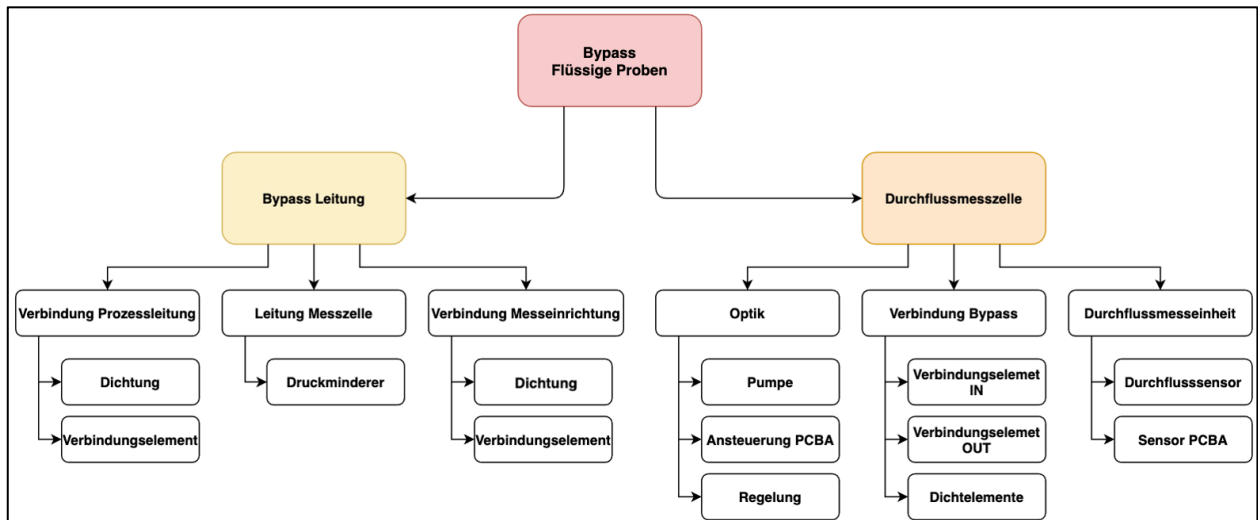 Bypass
Flüssige Proben
Bypass Leitung
Durchflussmesszelle
Verbindung Prozessleitung
Leitung Messzelle
Verbindung Messeinrichtung
Optik
Verbindung Bypass
Durchflussmesseinheit
Dichtung
Druckminderer
Dichtung
Pumpe
Verbindungselemet
IN
Durchflusssensor
Verbindungselement
Verbindungselement
Ansteuerung PCBA
Verbindungselemet
OUT
Sensor PCBA
Regelung
Dichtelemente